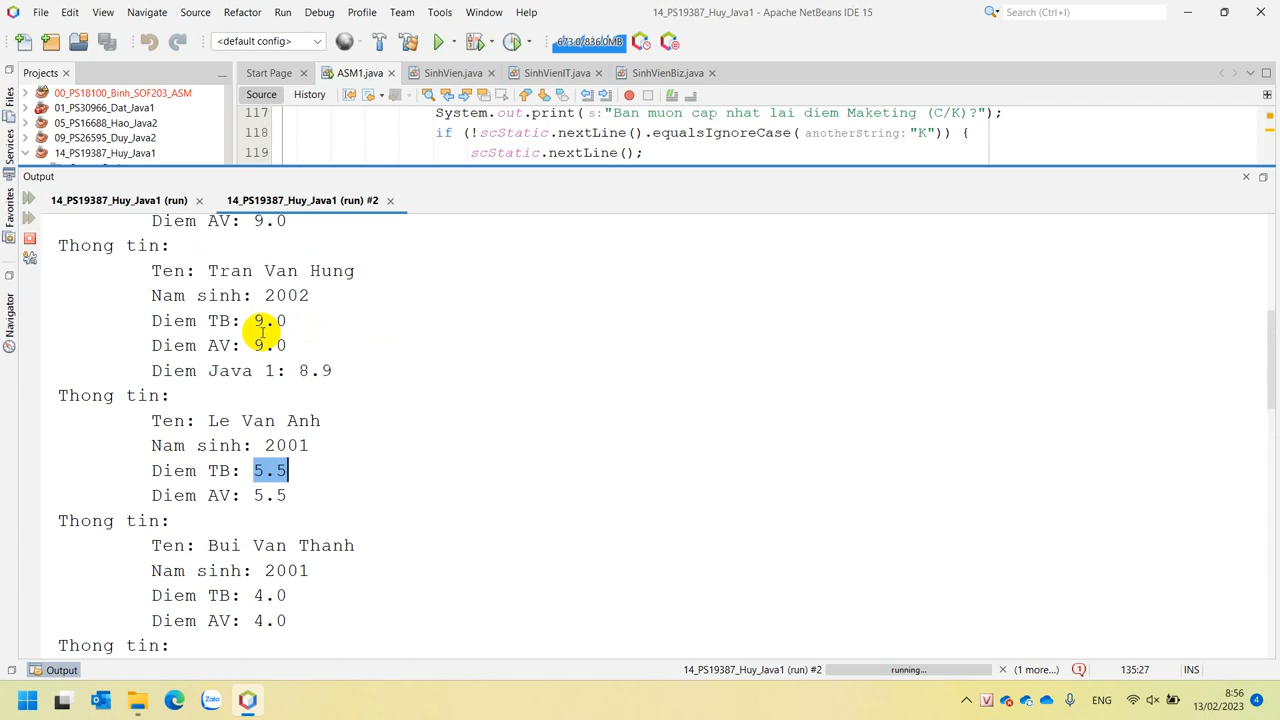 File Edit View Navigate Source Refactor Run Debug Profile Team Tools Window Help 14_PS19387_Huy_Java1 - Apache NetBeans IDE 15 Search (Ctrl+I)
<default config> 673.0/836.0MB
Projects Start Page ASM1.java SinhVien.java SinhVienIT.java SinhVienBiz.java
00_PS18100_Binh_SOF203_ASM
01_PS30966_Dat_Java1
05_PS16688_Hao_Java2
09_PS26595_Duy_Java2
14_PS19387_Huy_Java1
Files
Services
Favorites
Navigator
Source History
117 System.out.print(s:"Ban muon cap nhat lai diem Maketing (C/K)?");
118 if (!scStatic.nextLine().equalsIgnoreCase(anotherString:"K")) {
119 scStatic.nextLine();
Output
14_PS19387_Huy_Java1 (run) 14_PS19387_Huy_Java1 (run) #2
Diem AV: 9.0
Thong tin:
Ten: Tran Van Hung
Nam sinh: 2002
Diem TB: 9.0
Diem AV: 9.0
Diem Java 1: 8.9
Thong tin:
Ten: Le Van Anh
Nam sinh: 2001
Diem TB: 5.5
Diem AV: 5.5
Thong tin:
Ten: Bui Van Thanh
Nam sinh: 2001
Diem TB: 4.0
Diem AV: 4.0
Thong tin:
Output 14_PS19387_Huy_Java1 (run) #2 running... (1 more...) 1 135:27 INS
Zalo V ENG 8:56 4
13/02/2023